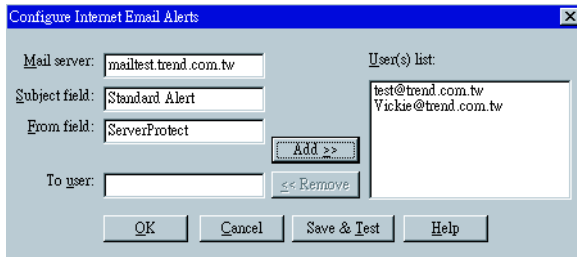 Configure Internet Email Alerts
Mail server: mailtest.trend.com.tw
Subject field: Standard Alert
From field: ServerProtect
To user:
Add >>
<< Remove
User(s) list:
test@trend.com.tw
Vickie@trend.com.tw
OK Cancel Save & Test Help